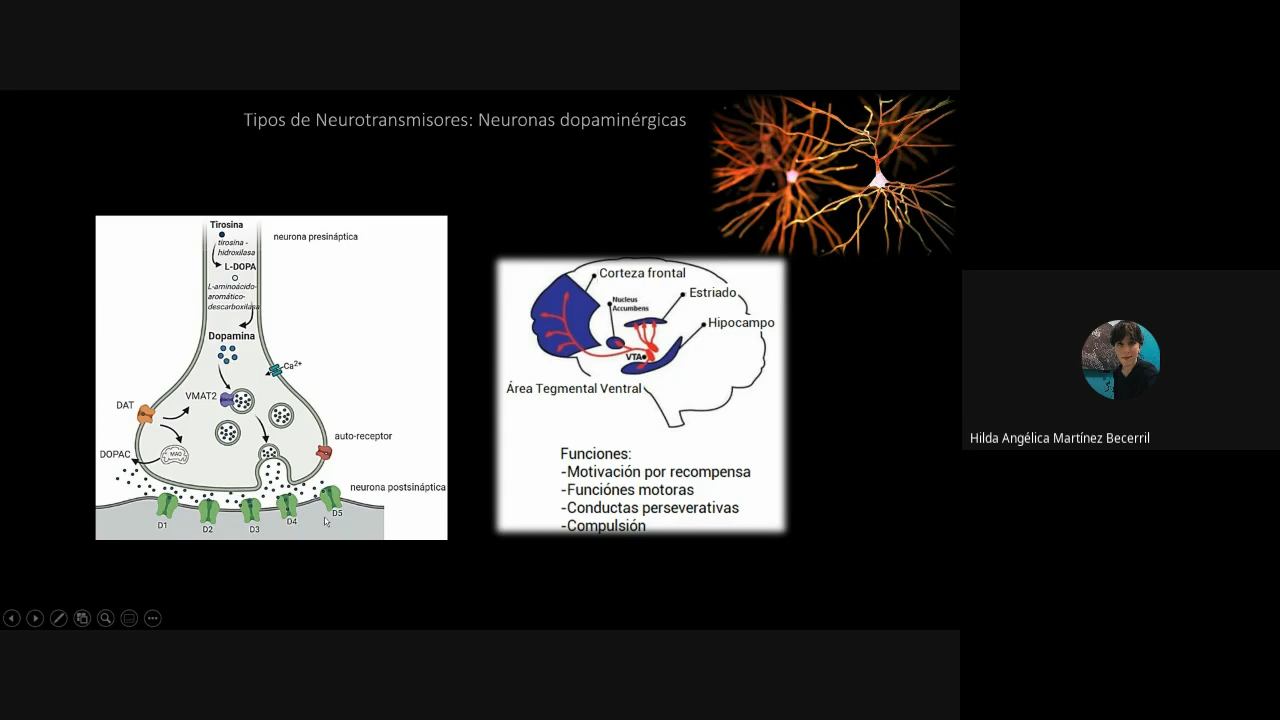 Tipos de Neurotransmisores: Neuronas dopaminérgicas
Tirosina
tirosina -
hidroxilasa
L-DOPA
L-aminoácido-
aromático-
descarboxilasa
Dopamina
neurona presináptica
Ca2+
VMAT2
DAT
MAO
DOPAC
auto-receptor
neurona postsináptica
D1
D2
D3
D4
D5
Corteza frontal
Nucleus
Accumbens
Estriado
Hipocampo
VTA
Área Tegmental Ventral
Funciones:
-Motivación por recompensa
-Funciónes motoras
-Conductas perseverativas
-Compulsión
Hilda Angélica Martínez Becerril